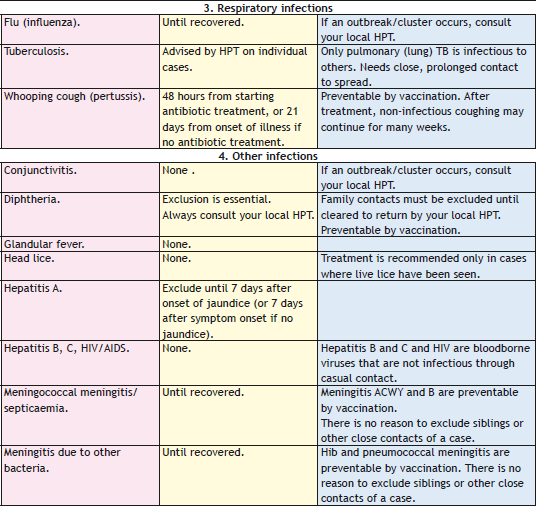 3. Respiratory infections
Flu (influenza).
Until recovered.
If an outbreak/cluster occurs, consult
your local HPT.
Tuberculosis.
Advised by HPT on individual
cases.
Only pulmonary (lung) TB is infectious to
others. Needs close, prolonged contact
to spread.
Whooping cough (pertussis).
48 hours from starting
antibiotic treatment, or 21
days from onset of illness if
no antibiotic treatment.
Preventable by vaccination. After
treatment, non-infectious coughing may
continue for many weeks.
4. Other infections
Conjunctivitis.
None .
If an outbreak/cluster occurs, consult
your local HPT.
Diphtheria.
Exclusion is essential.
Always consult your local HPT.
Family contacts must be excluded until
cleared to return by your local HPT.
Preventable by vaccination.
Glandular fever.
None.
Head lice.
None.
Treatment is recommended only in cases
where live lice have been seen.
Hepatitis A.
Exclude until 7 days after
onset of jaundice (or 7 days
after symptom onset if no
jaundice).
Hepatitis B, C, HIV/AIDS.
None.
Hepatitis B and C and HIV are bloodborne
viruses that are not infectious through
casual contact.
Meningococcal meningitis/
septicaemia.
Until recovered.
Meningitis ACWY and B are preventable
by vaccination.
There is no reason to exclude siblings or
other close contacts of a case.
Meningitis due to other
bacteria.
Until recovered.
Hib and pneumococcal meningitis are
preventable by vaccination. There is no
reason to exclude siblings or other close
contacts of a case.